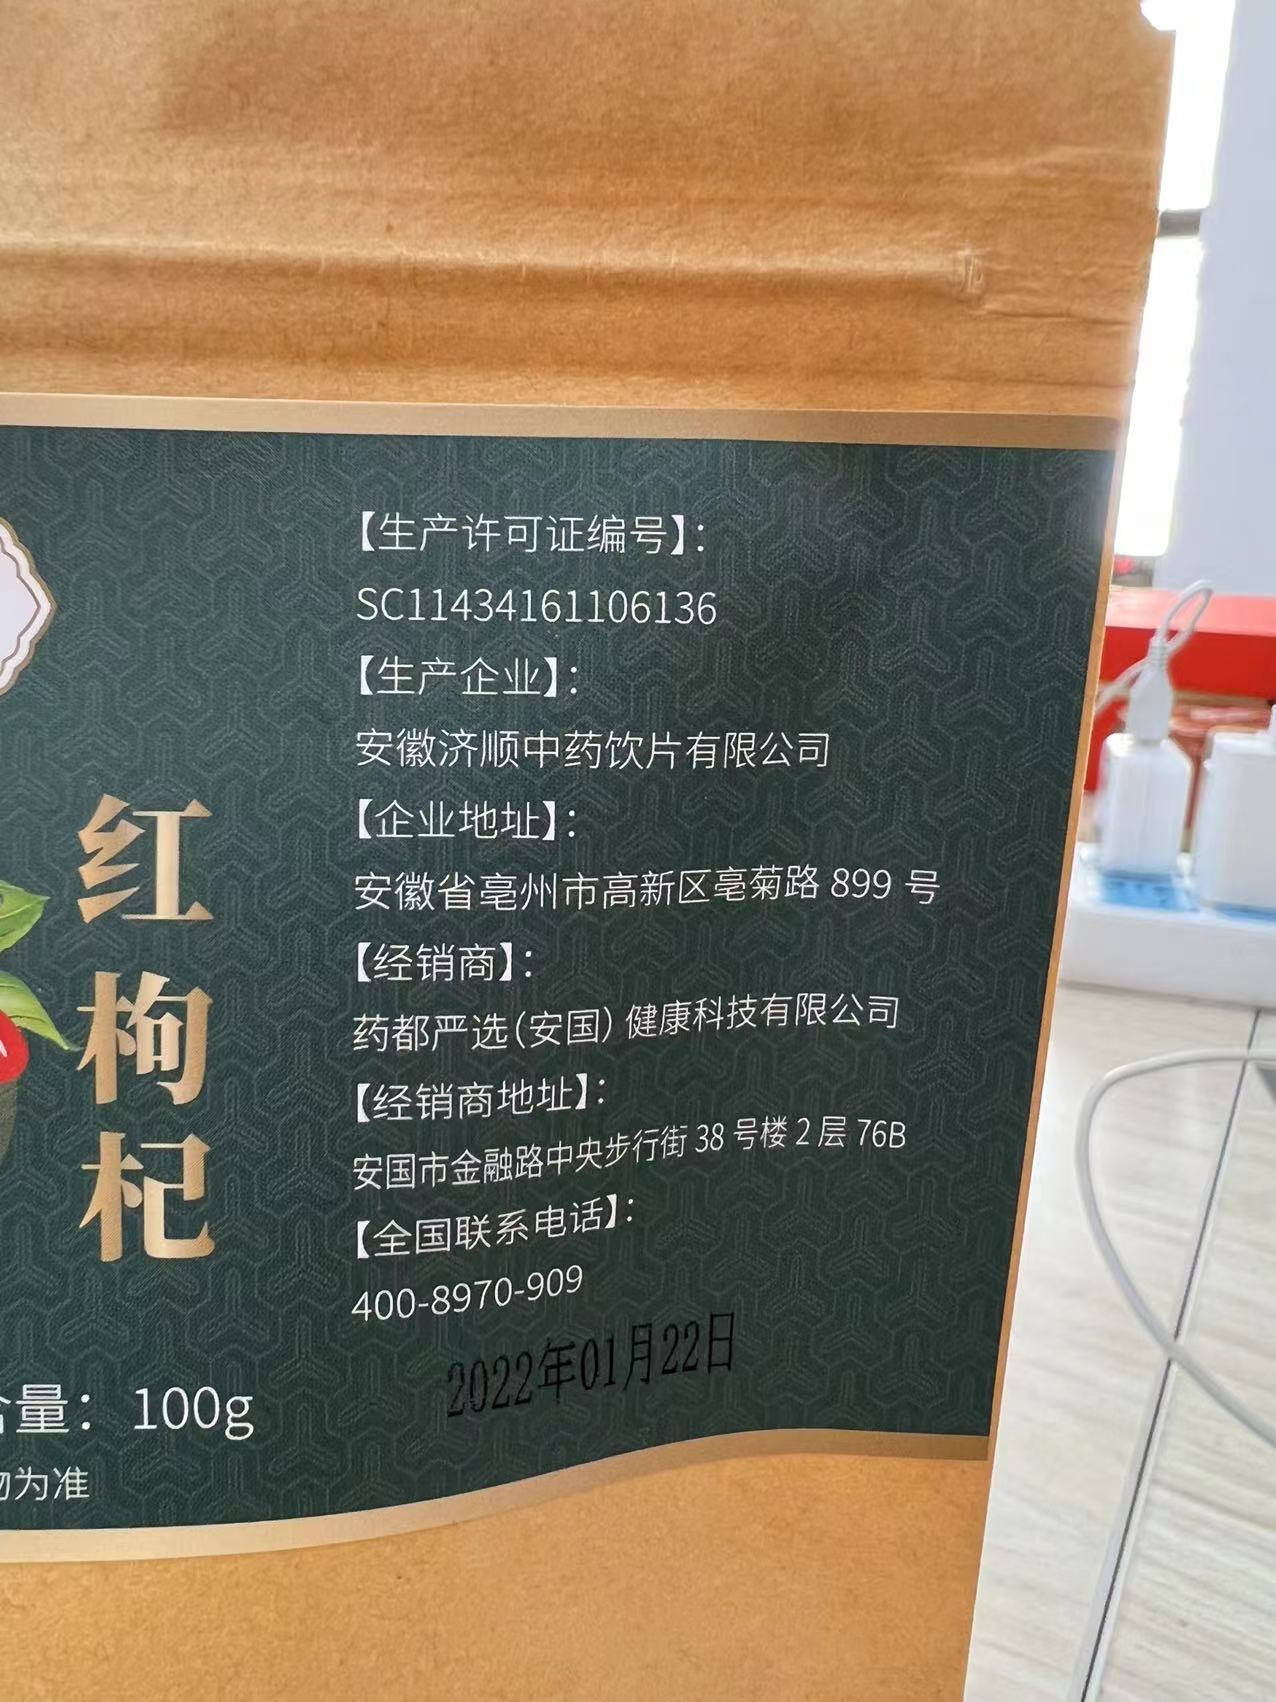 【生产许可证编号】：
SC11434161106136
【生产企业】：
安徽济顺中药饮片有限公司
【企业地址】：
安徽省亳州市高新区亳菊路 899 号
【经销商】：
药都严选(安国) 健康科技有限公司
【经销商地址】：
安国市金融路中央步行街 38 号楼 2 层 76B
【全国联系电话】：
400-8970-909
2022年01月22日
红枸杞
含量：100g
物为准